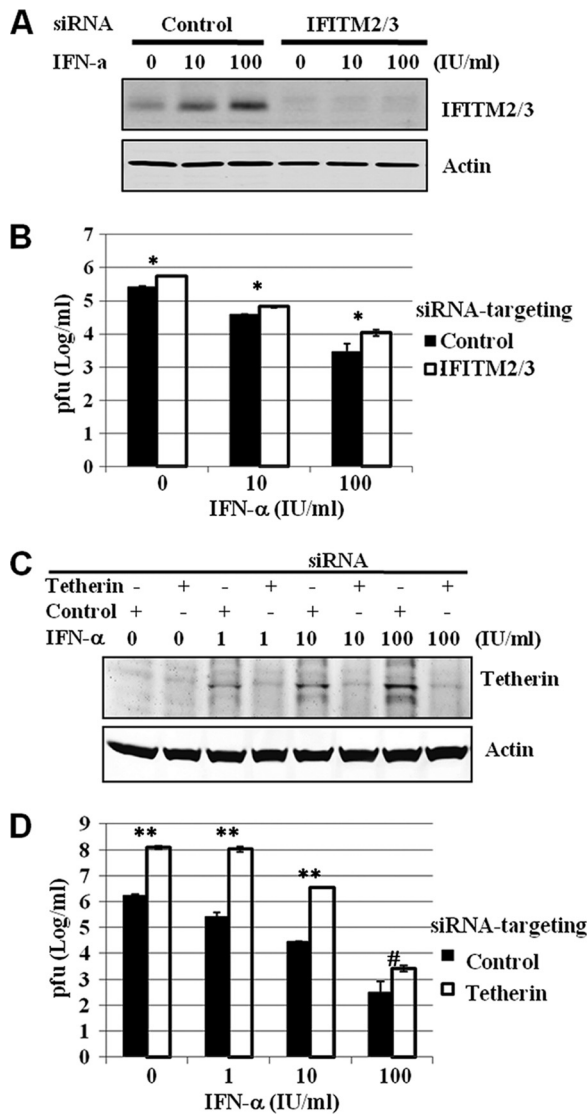 A
siRNA Control IFITM2/3
IFN-a 0 10 100 0 10 100 (IU/ml)
IFITM2/3
Actin
B
7
6
5
4
3
2
1
0
pfu (Log/ml)
* * *
0 10 100
IFN-α (IU/ml)
siRNA-targeting
Control
IFITM2/3
C
siRNA
Tetherin - + - + - + - +
Control + - + - + - + -
IFN-α 0 0 1 1 10 10 100 100 (IU/ml)
Tetherin
Actin
D
9
8
7
6
5
4
3
2
1
0
pfu (Log/ml)
** ** ** #
0 1 10 100
IFN-α (IU/ml)
siRNA-targeting
Control
Tetherin